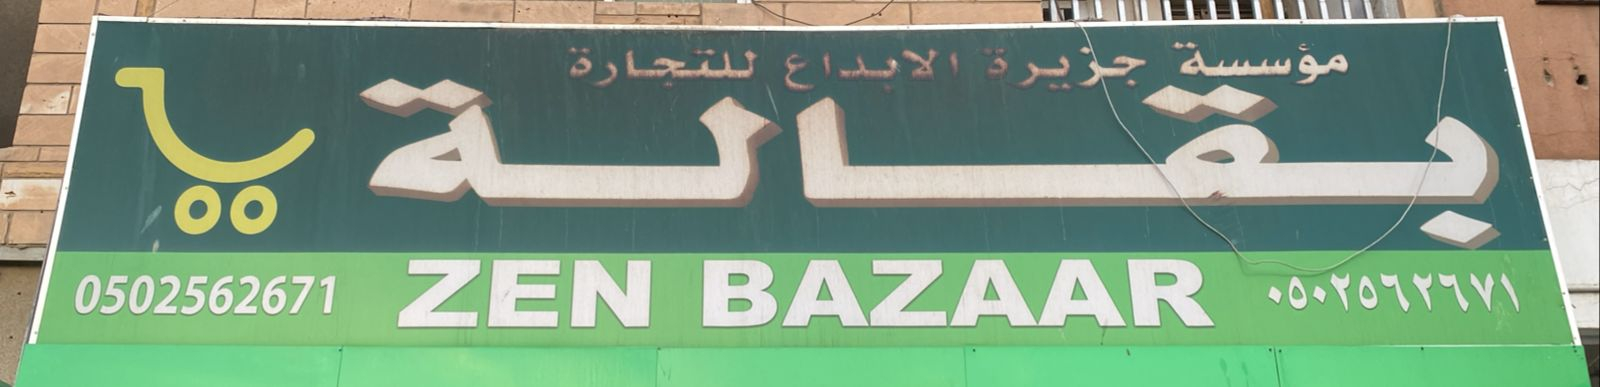 مؤسسة جزيرة الابداع للتجارة
بقالة
0502562671 ZEN BAZAAR ٠٥٠٢٥٦٢٦٧١